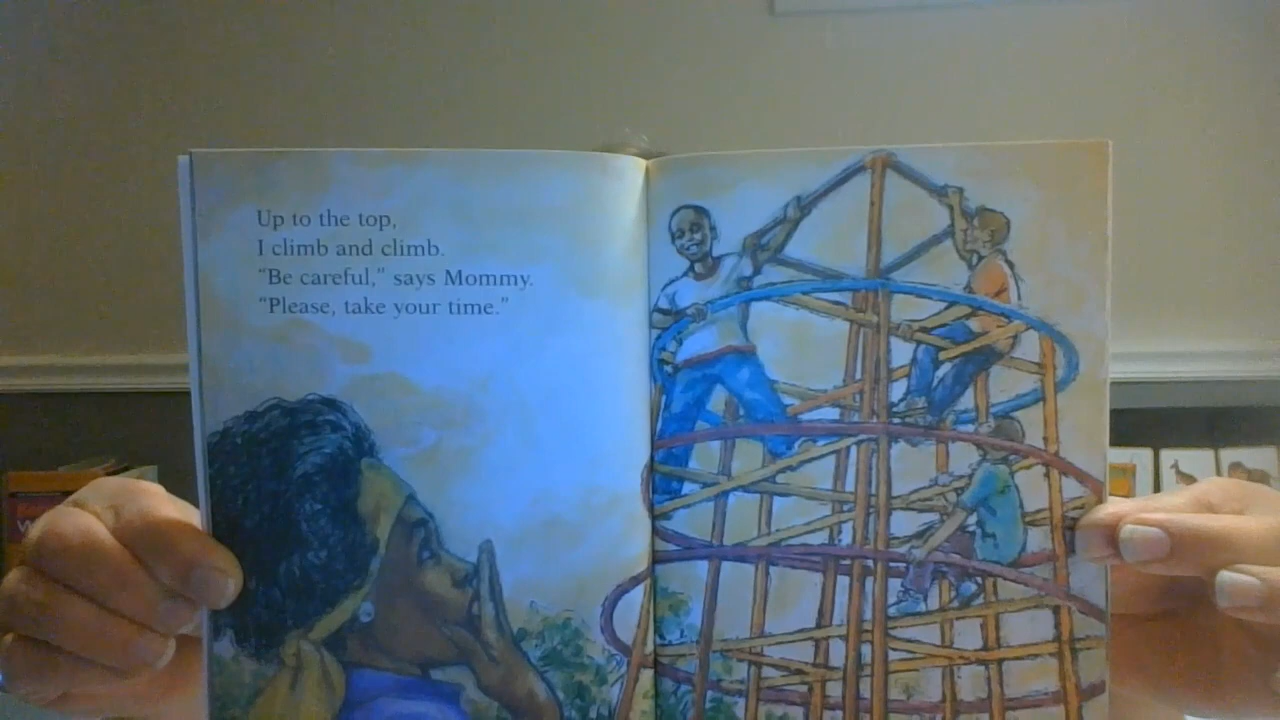 Up to the top,
I climb and climb.
“Be careful,” says Mommy.
“Please, take your time.”